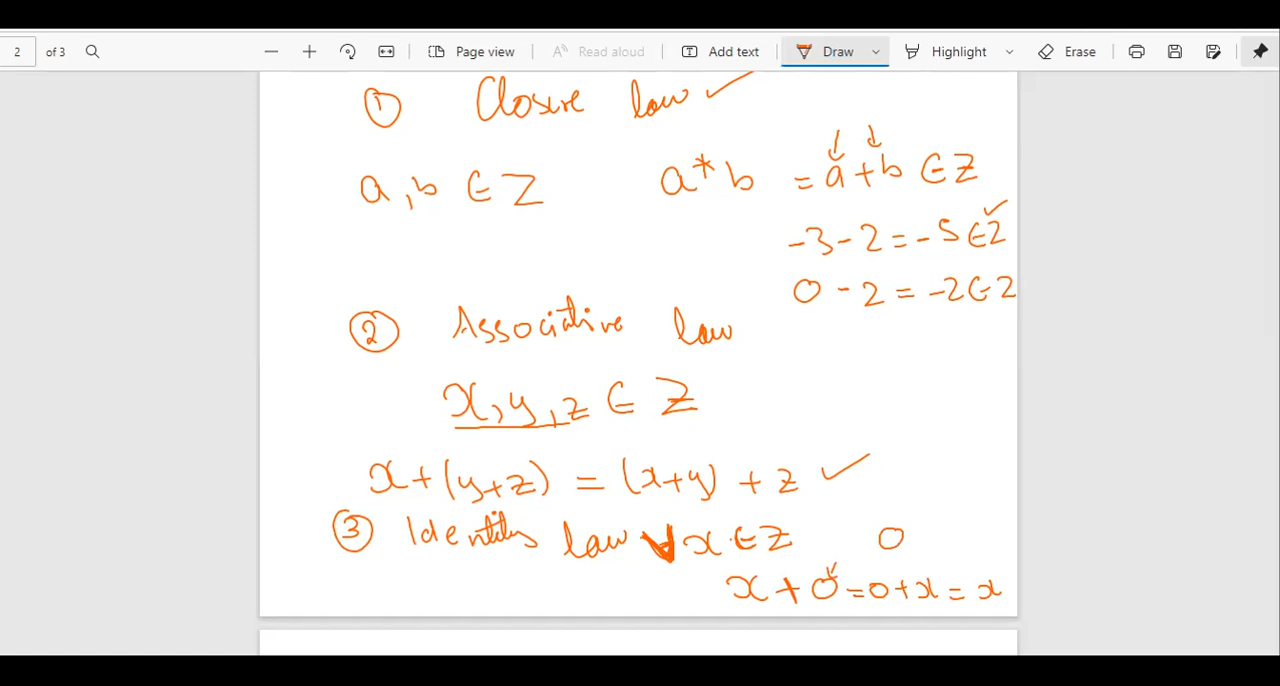 2 of 3 Page view Read aloud Add text Draw Highlight Erase
① Closure law ✓
a, b ∈ Z a * b = a + b ∈ Z
-3 - 2 = -5 ∈ Z ✓
0 - 2 = -2 ∈ Z
② Associative law
x, y, z ∈ Z
x + (y + z) = (x + y) + z ✓
③ Identity law ∀ x ∈ Z 0
x + 0 = 0 + x = x